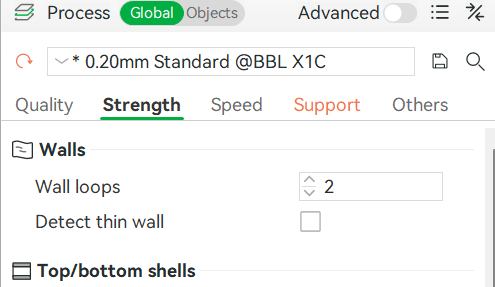 Process Global Objects Advanced
* 0.20mm Standard @BBL X1C
Quality Strength Speed Support Others
Walls
Wall loops 2
Detect thin wall
Top/bottom shells